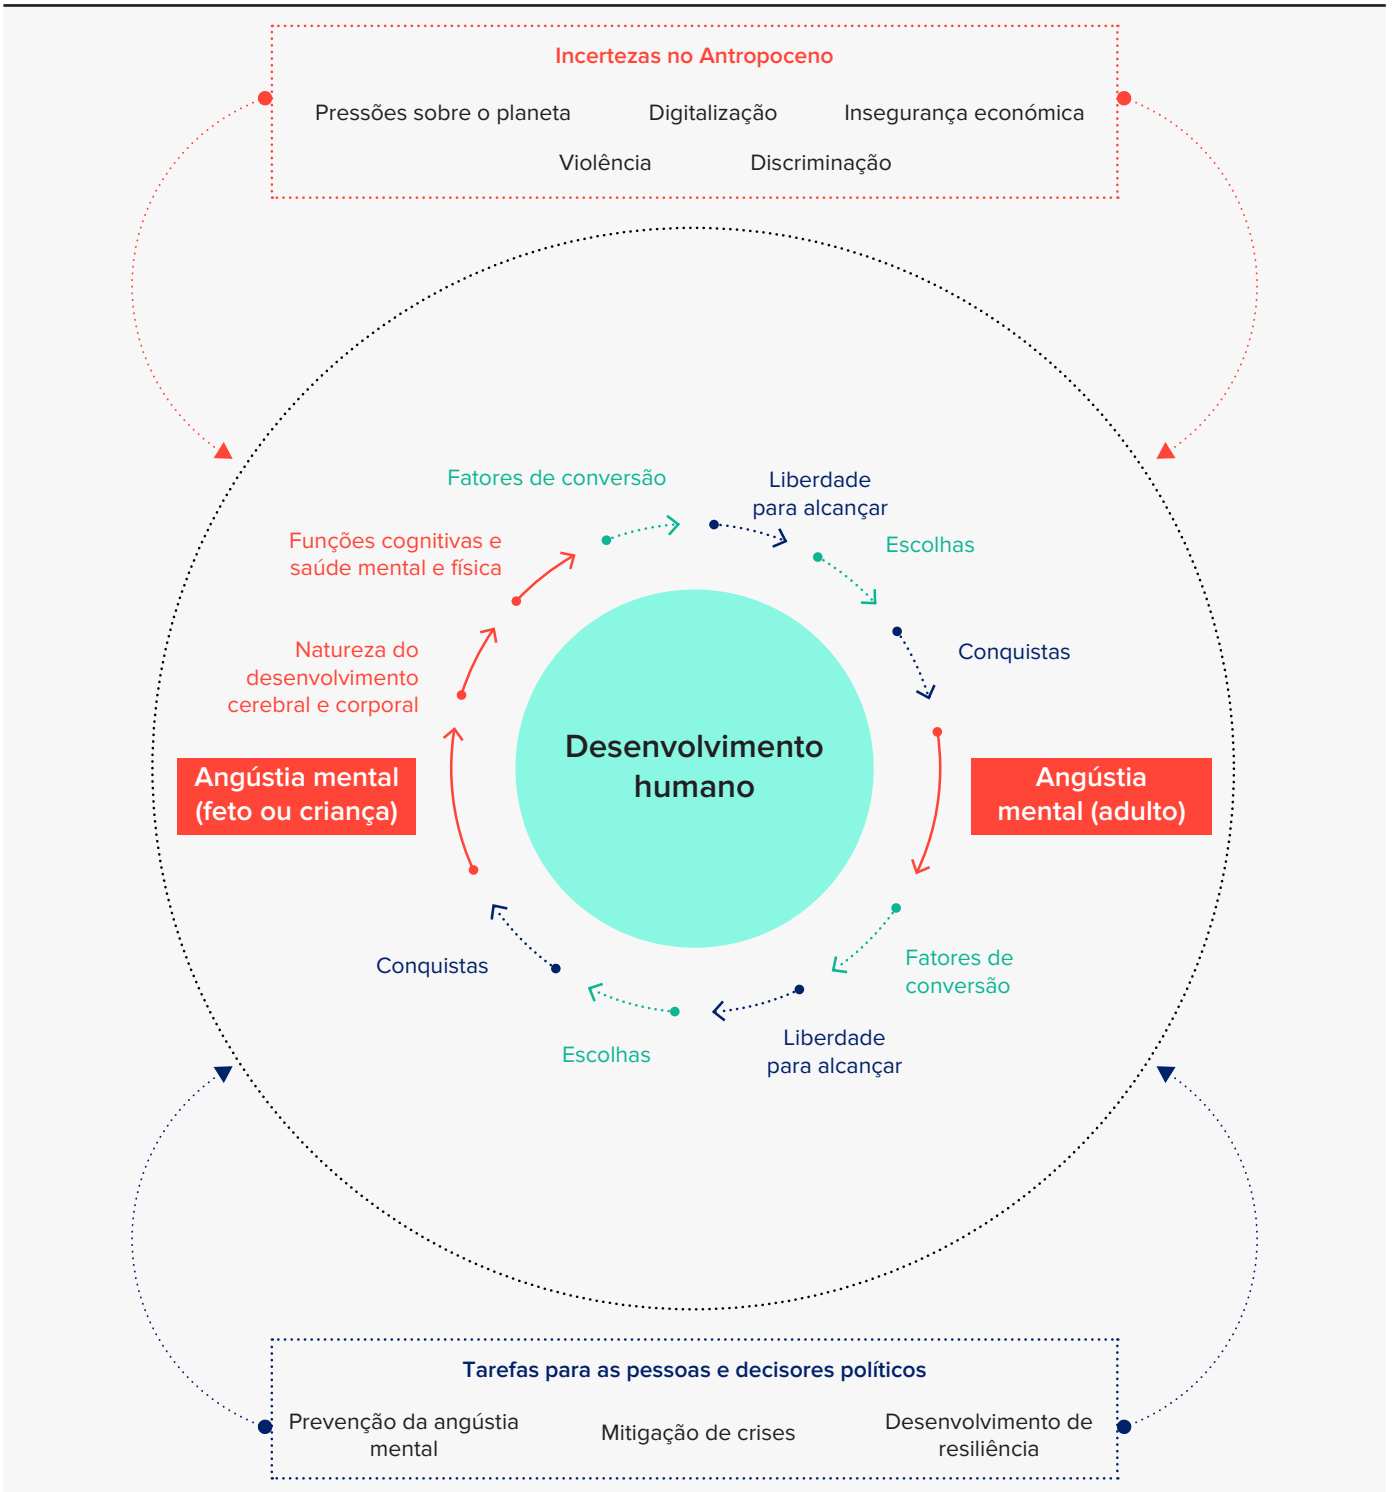 Incertezas no Antropoceno
Pressões sobre o planeta
Digitalização
Insegurança económica
Violência
Discriminação
Fatores de conversão
Liberdade
para alcançar
Escolhas
Funções cognitivas e
saúde mental e física
Conquistas
Natureza do
desenvolvimento
cerebral e corporal
Desenvolvimento
humano
Angústia mental
(feto ou criança)
Angústia
mental (adulto)
Conquistas
Fatores de
conversão
Escolhas
Liberdade
para alcançar
Tarefas para as pessoas e decisores políticos
Prevenção da angústia
mental
Mitigação de crises
Desenvolvimento de
resiliência